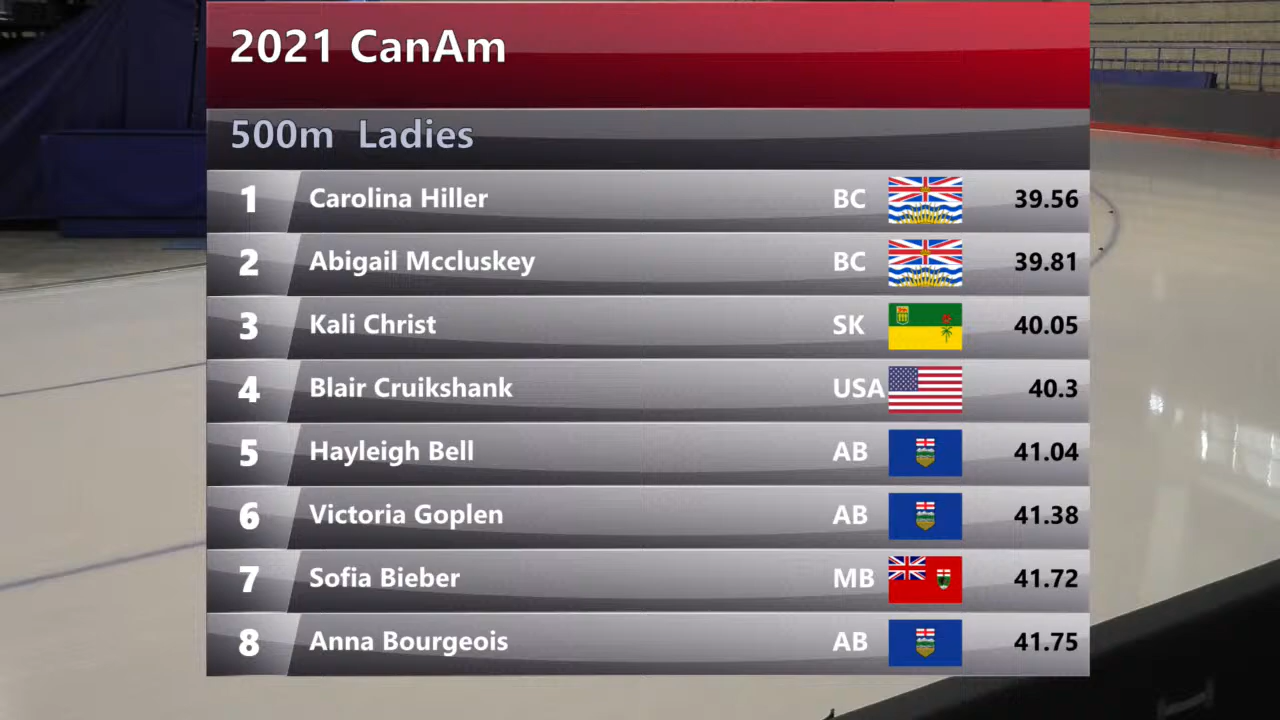 2021 CanAm
500m Ladies
1 Carolina Hiller BC 39.56
2 Abigail Mccluskey BC 39.81
3 Kali Christ SK 40.05
4 Blair Cruikshank USA 40.3
5 Hayleigh Bell AB 41.04
6 Victoria Goplen AB 41.38
7 Sofia Bieber MB 41.72
8 Anna Bourgeois AB 41.75